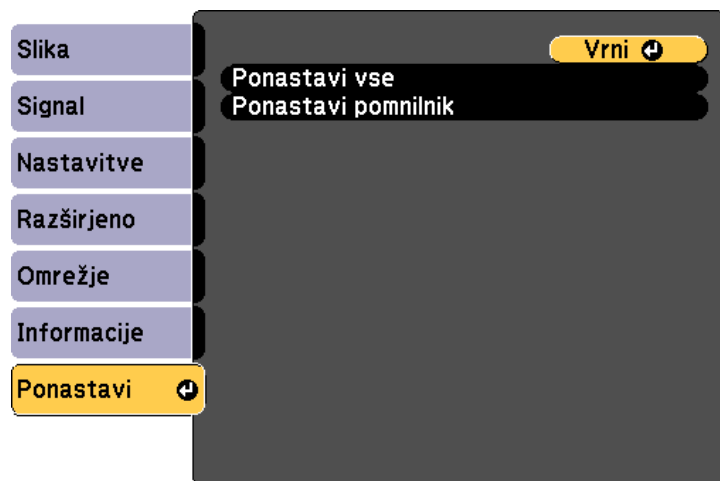 Slika
Signal
Nastavitve
Razširjeno
Omrežje
Informacije
Ponastavi
Vrni
Ponastavi vse
Ponastavi pomnilnik